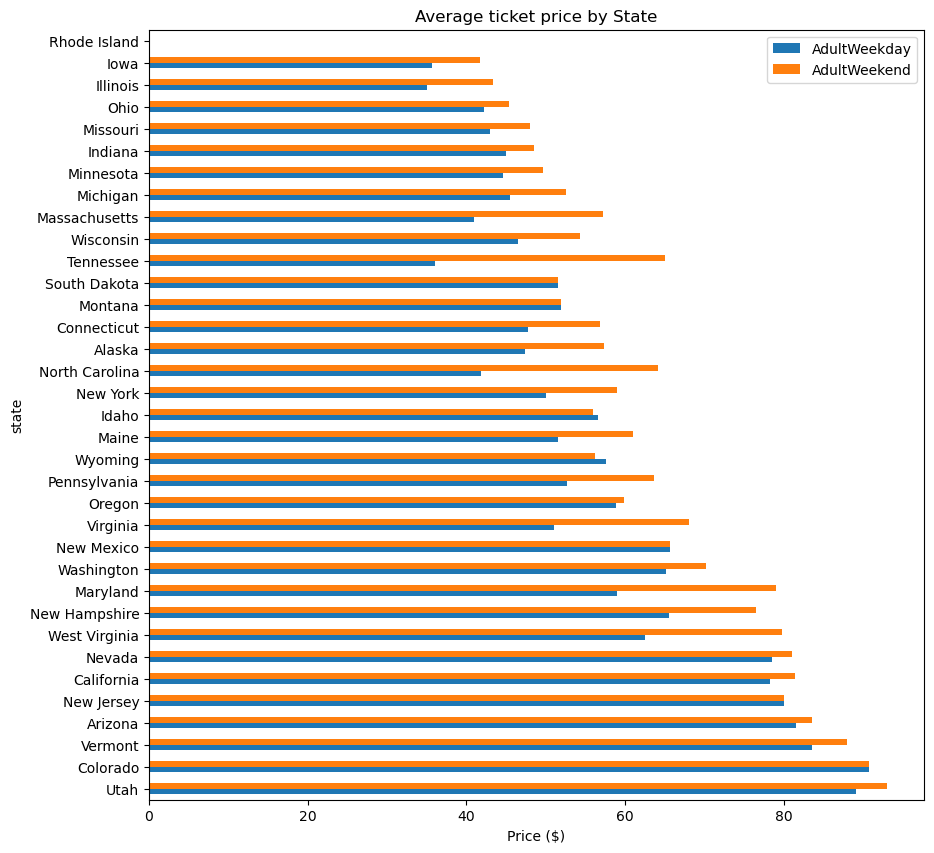 Average ticket price by State
AdultWeekday
AdultWeekend
state
Rhode Island
Iowa
Illinois
Ohio
Missouri
Indiana
Minnesota
Michigan
Massachusetts
Wisconsin
Tennessee
South Dakota
Montana
Connecticut
Alaska
North Carolina
New York
Idaho
Maine
Wyoming
Pennsylvania
Oregon
Virginia
New Mexico
Washington
Maryland
New Hampshire
West Virginia
Nevada
California
New Jersey
Arizona
Vermont
Colorado
Utah
0 20 40 60 80
Price ($)